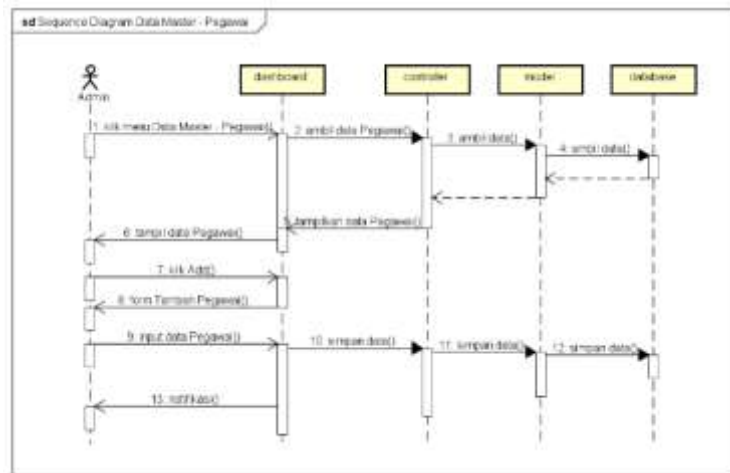 sd Sequence Diagram Data Master - Pegawai
Admin
dashboard
controller
model
database
1: klik menu Data Master - Pegawai()
2: ambil data Pegawai()
3: ambil data()
4: ambil data()
5: tampilkan data Pegawai()
6: tampil data Pegawai()
7: klik Add()
8: form Tambah Pegawai()
9: input data Pegawai()
10: simpan data()
11: simpan data()
12: simpan data()
13: notifikasi()